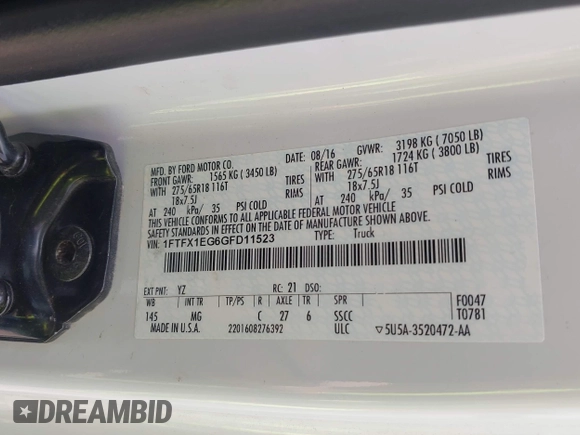 MFD. BY FORD MOTOR CO.
08/16 GVWR: 3198 KG ( 7050 LB)
FRONT GAWR: 1565 KG ( 3450 LB) REAR GAWR: 1724 KG ( 3800 LB)
WITH 275/65R18 116T TIRES WITH 275/65R18 116T TIRES
18x7.5J RIMS 18x7.5J RIMS
AT 240 kPa/ 35 PSI COLD AT 240 kPa/ 35 PSI COLD
THIS VEHICLE CONFORMS TO ALL APPLICABLE FEDERAL MOTOR VEHICLE
SAFETY STANDARDS IN EFFECT ON THE DATE OF MANUFACTURE SHOWN ABOVE.
VIN: 1FTFX1EG6GFD11523 TYPE: Truck
EXT PNT: YZ RC: 21 DSO: F0047
WB INT TR TP/PS R AXLE TR SPR T0781
145 MG C 27 6 SSCC
MADE IN U.S.A. 2201608276392 ULC 5U5A-3520472-AA
DREAMBID